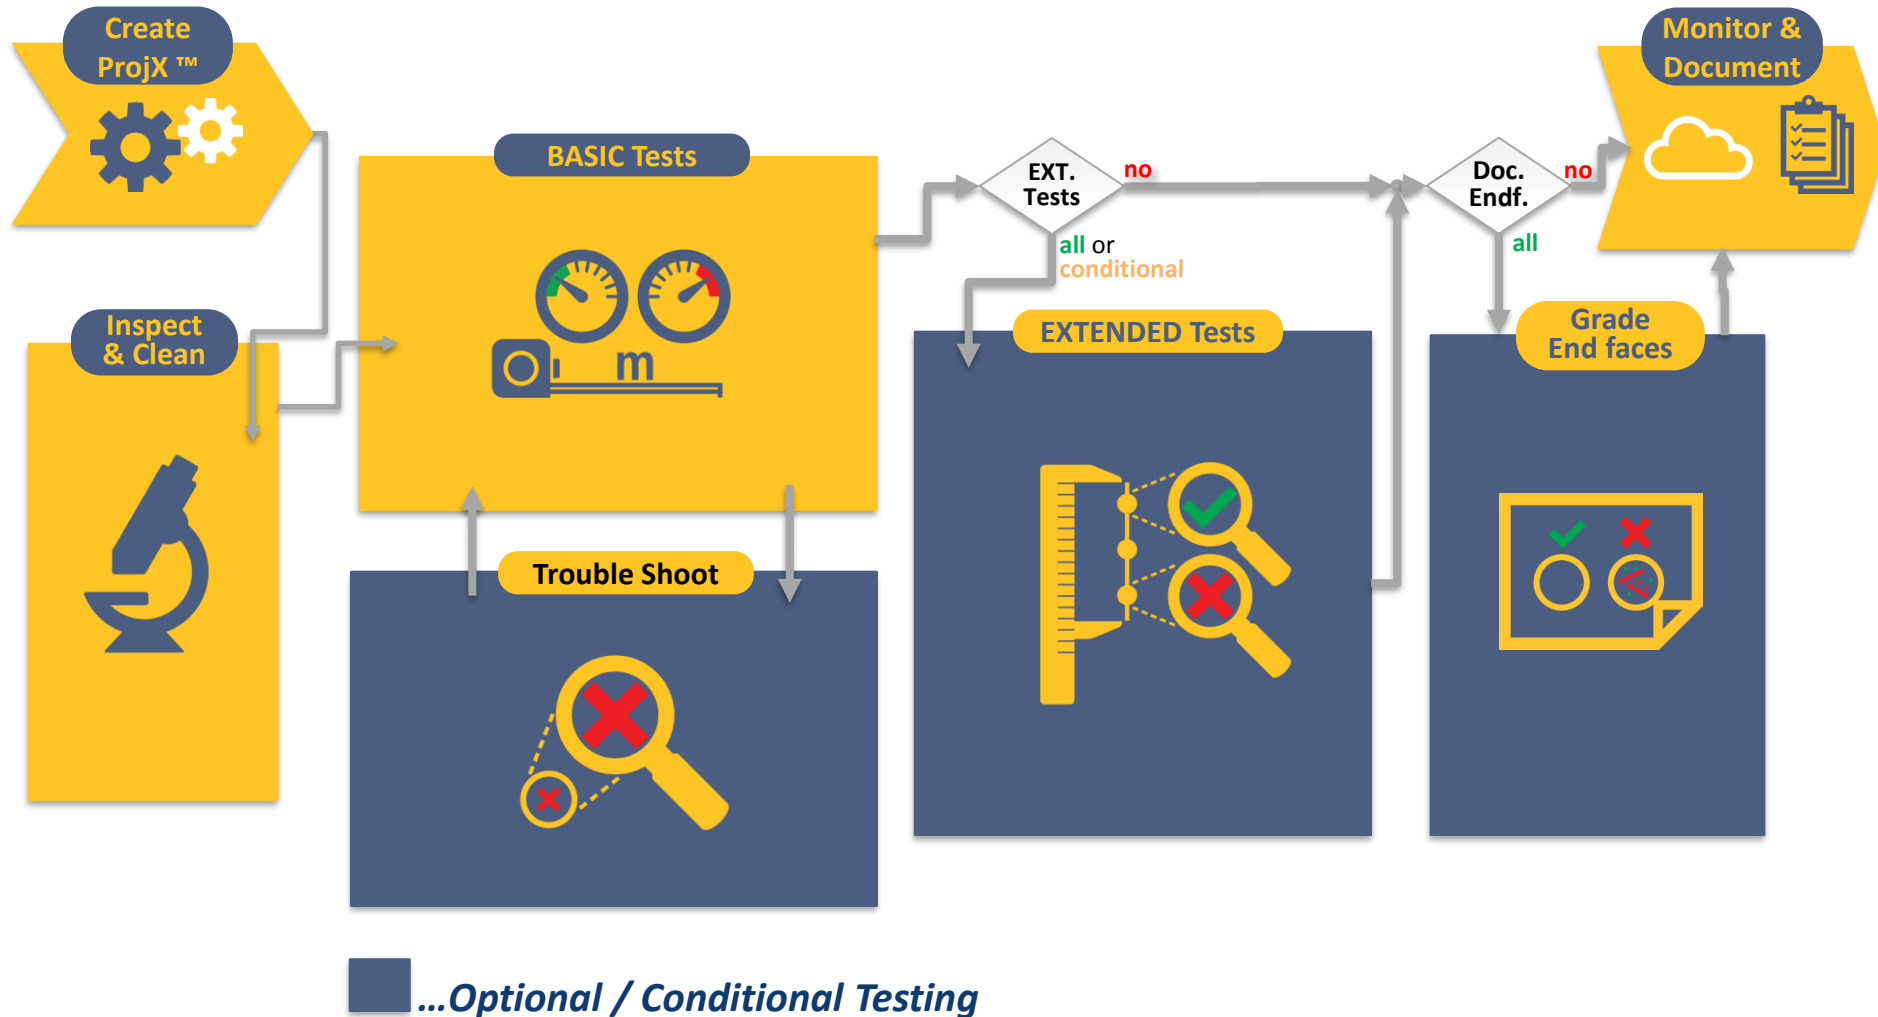 Create
ProjX ™
Monitor &
Document
BASIC Tests
EXT.
Tests
no
Doc.
Endf.
no
all or
conditional
all
Inspect
& Clean
m
EXTENDED Tests
Grade
End faces
Trouble Shoot
...Optional / Conditional Testing